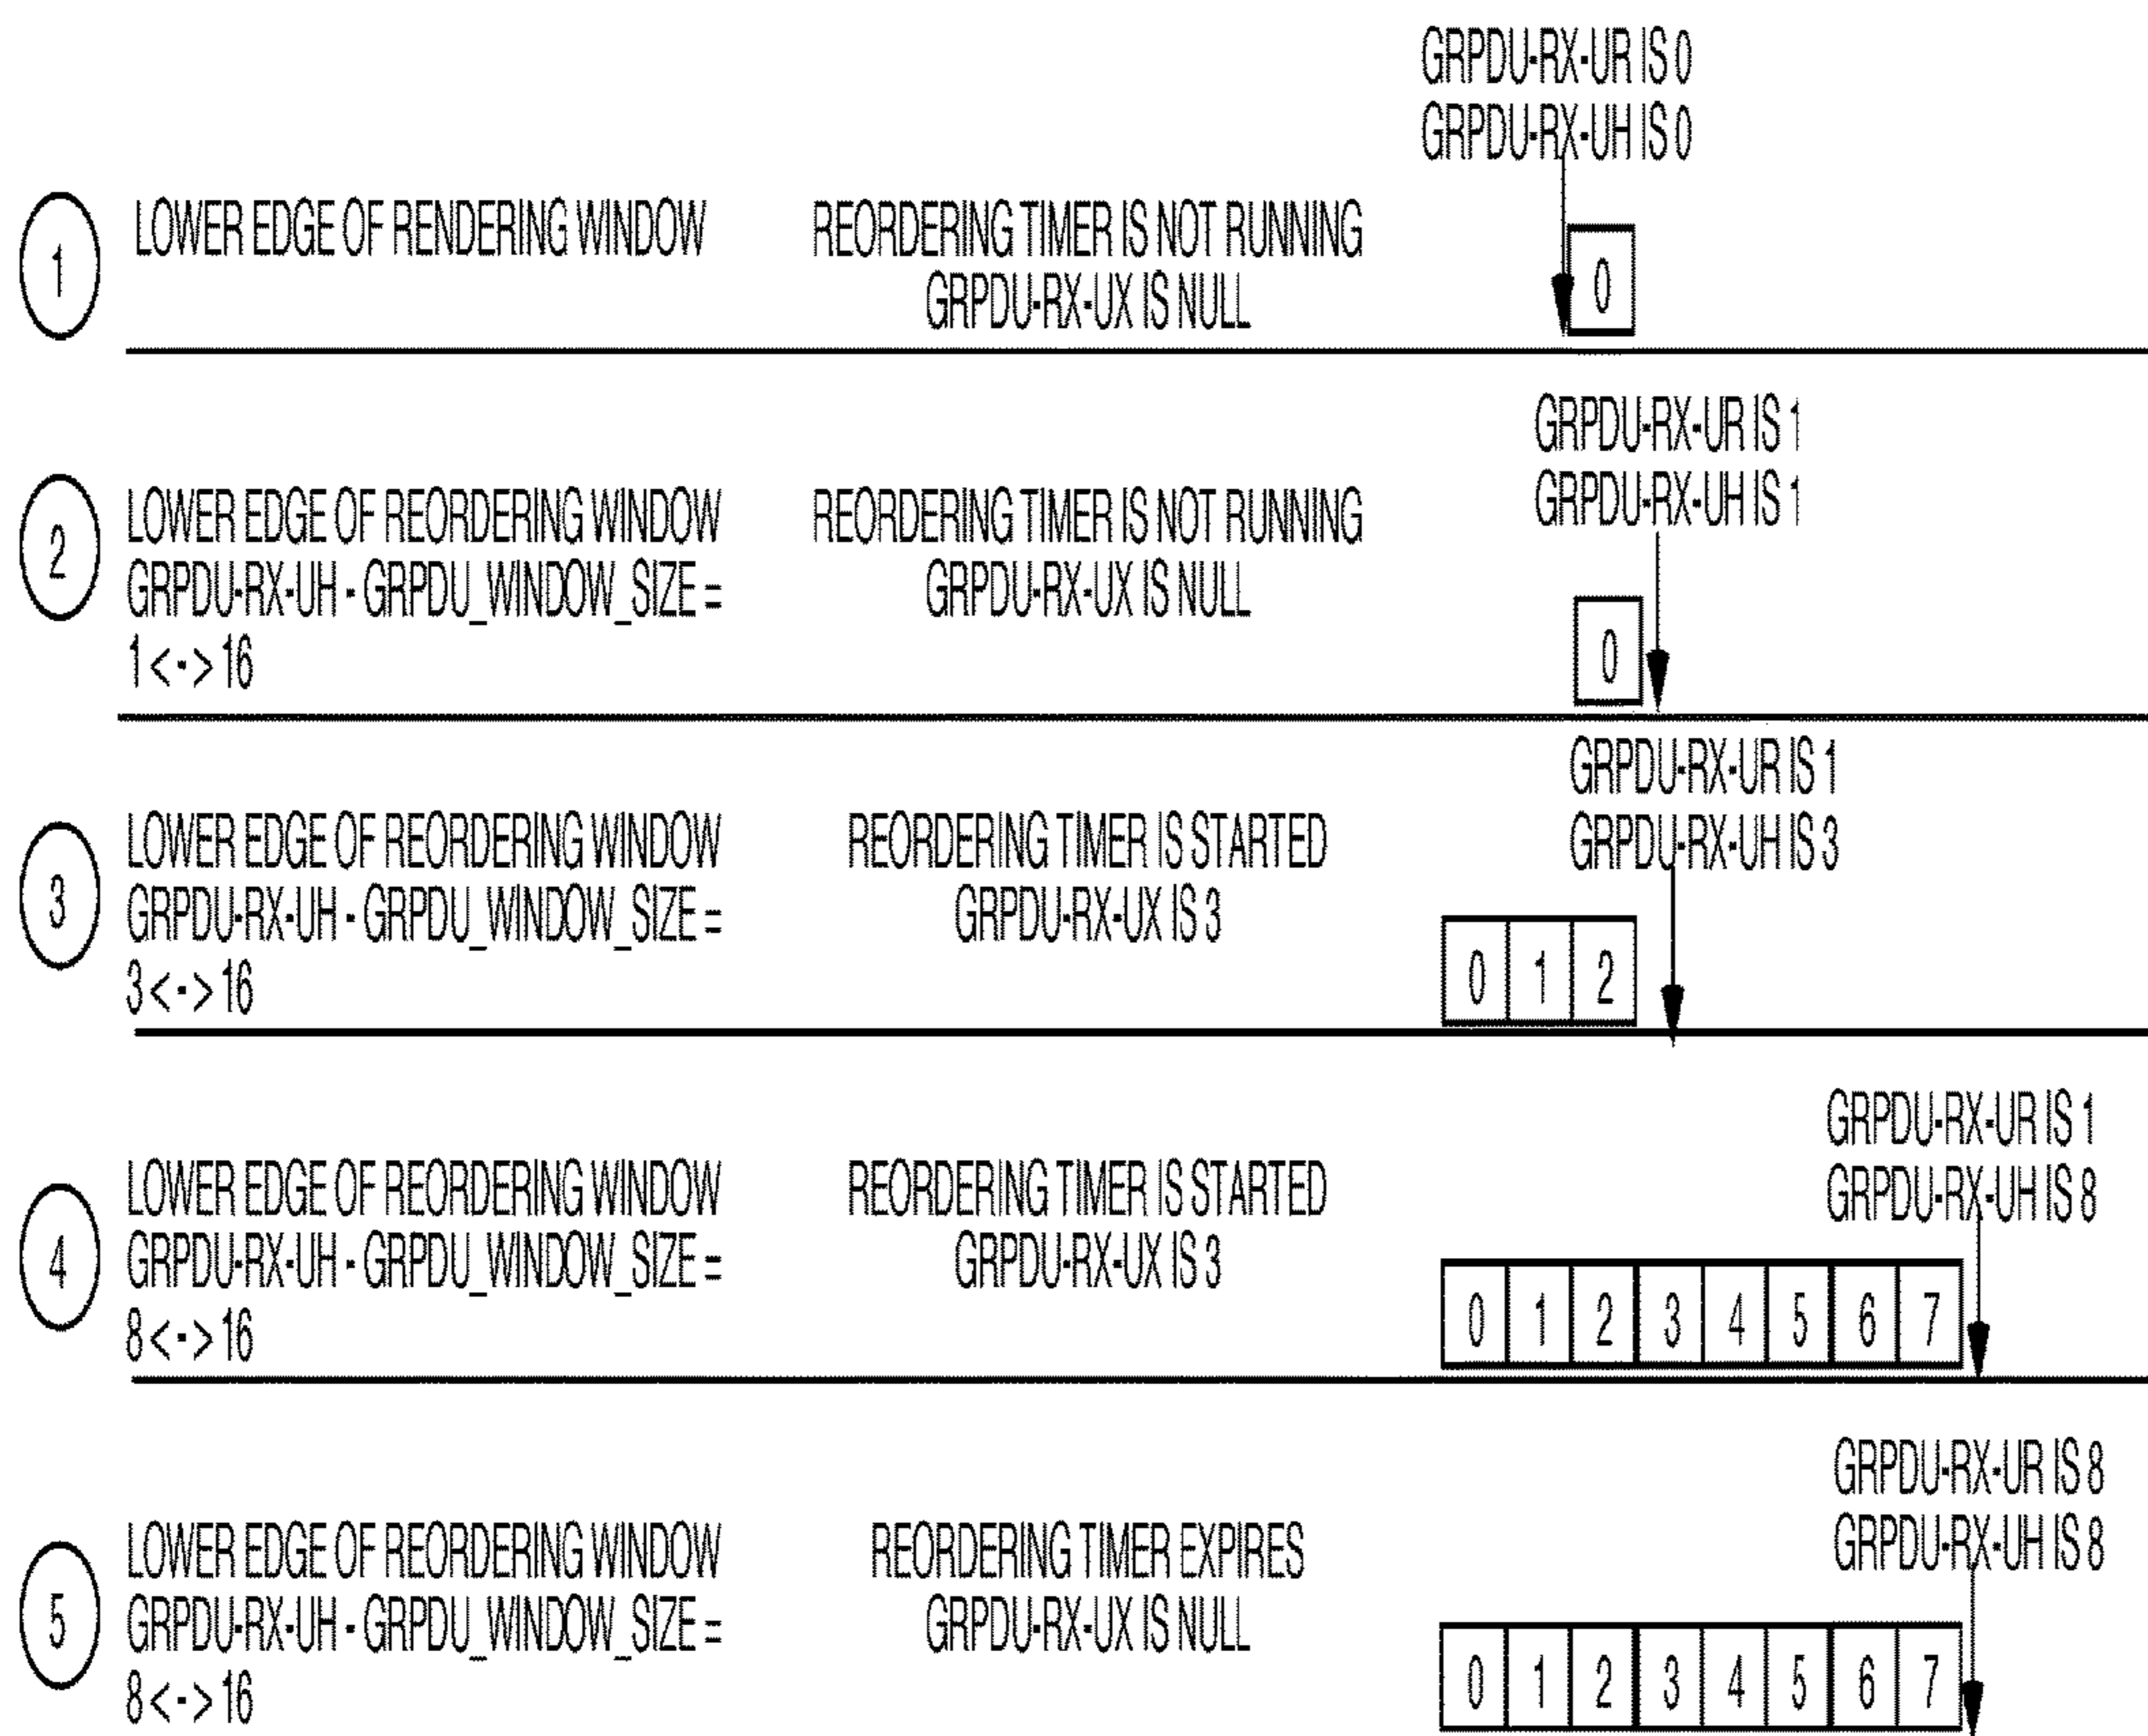 GRPDU-RX-UR IS 0
GRPDU-RX-UH IS 0
1
LOWER EDGE OF RENDERING WINDOW
REORDERING TIMER IS NOT RUNNING
GRPDU-RX-UX IS NULL
0
GRPDU-RX-UR IS 1
GRPDU-RX-UH IS 1
2
LOWER EDGE OF REORDERING WINDOW
GRPDU-RX-UH - GRPDU_WINDOW_SIZE =
1<->16
REORDERING TIMER IS NOT RUNNING
GRPDU-RX-UX IS NULL
0
GRPDU-RX-UR IS 1
GRPDU-RX-UH IS 3
3
LOWER EDGE OF REORDERING WINDOW
GRPDU-RX-UH - GRPDU_WINDOW_SIZE =
3<->16
REORDERING TIMER IS STARTED
GRPDU-RX-UX IS 3
0 1 2
GRPDU-RX-UR IS 1
GRPDU-RX-UH IS 8
4
LOWER EDGE OF REORDERING WINDOW
GRPDU-RX-UH - GRPDU_WINDOW_SIZE =
8<->16
REORDERING TIMER IS STARTED
GRPDU-RX-UX IS 3
0 1 2 3 4 5 6 7
GRPDU-RX-UR IS 8
GRPDU-RX-UH IS 8
5
LOWER EDGE OF REORDERING WINDOW
GRPDU-RX-UH - GRPDU_WINDOW_SIZE =
8<->16
REORDERING TIMER EXPIRES
GRPDU-RX-UX IS NULL
0 1 2 3 4 5 6 7